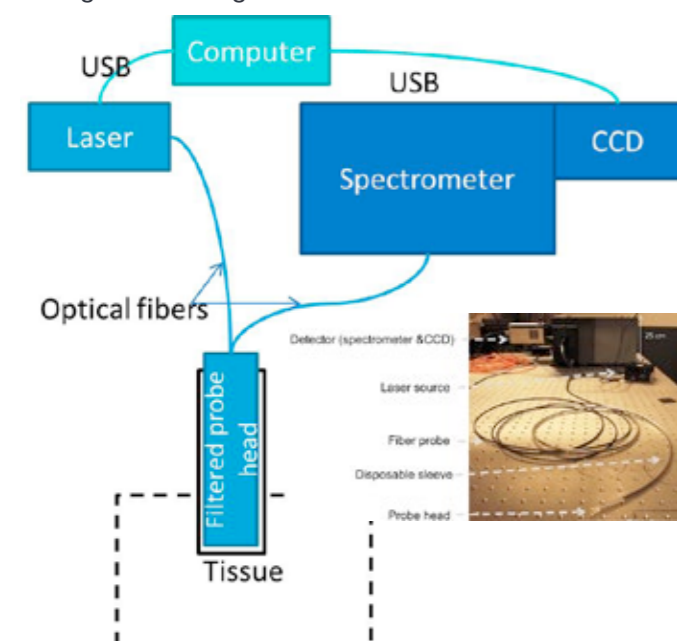 Computer
USB
USB
Laser
CCD
Spectrometer
Optical fibers
Detector (spectrometer &CCD)
25 cm
Laser source
Fiber probe
Disposable sleeve
Probe head
Filtered probe
head
Tissue